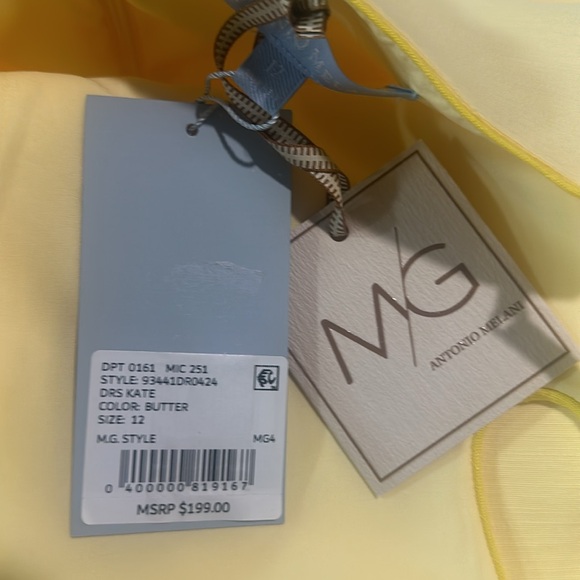 12
DPT 0161 MIC 251
STYLE: 93441DR0424
DRS KATE
COLOR: BUTTER
SIZE: 12
M.G. STYLE MG4
0 400000 819167
MSRP $199.00
M/G
ANTONIO MELANI